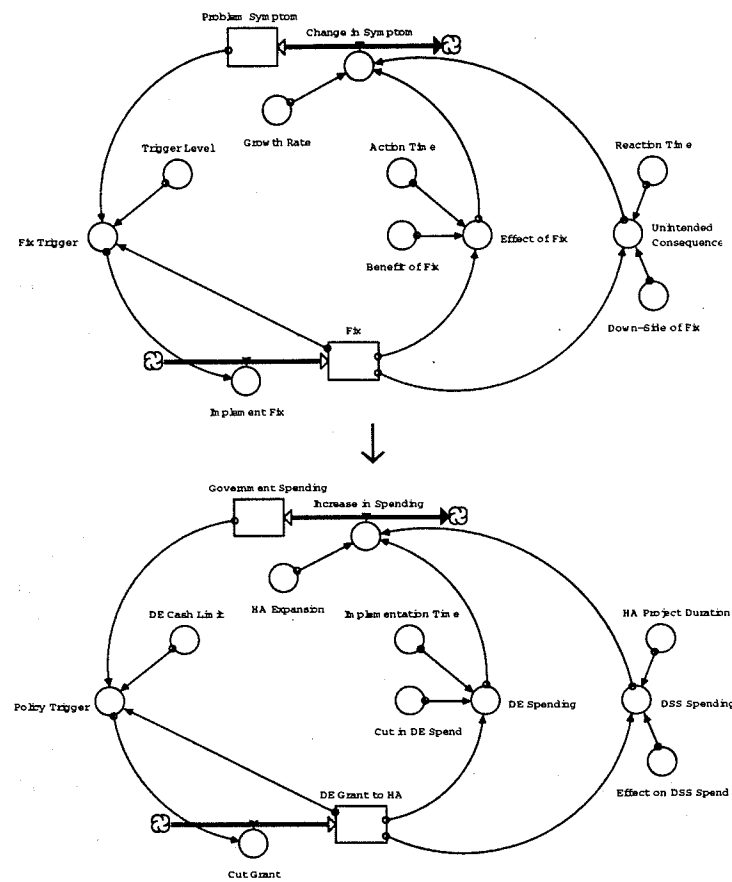 Problem Symptom
Change in Symptom
Growth Rate
Trigger Level
Action Time
Reaction Time
Fix Trigger
Effect of Fix
Unintended
Consequence
Benefit of Fix
Down-Side of Fix
Fix
Implement Fix
Government Spending
Increase in Spending
HA Expansion
DE Cash Limit
Implementation Time
HA Project Duration
Policy Trigger
DE Spending
DSS Spending
Cut in DE Spend
Effect on DSS Spend
DE Grant to HA
Cut Grant